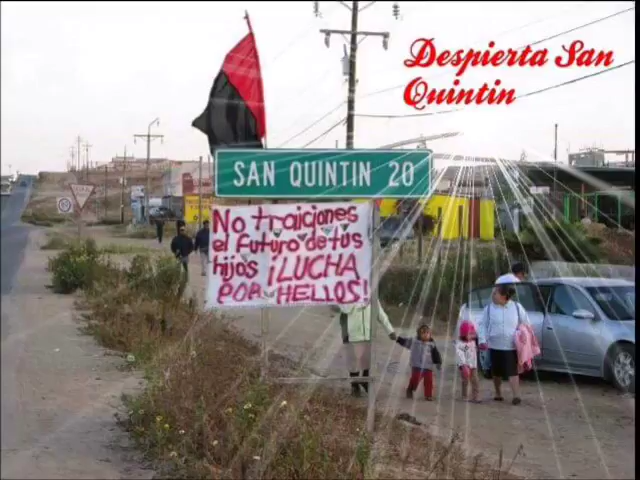 Despierta San
Quintin
SAN QUINTIN 20
No traiciones
el futuro de tus
hijos ¡LUCHA
POR HELLOS!